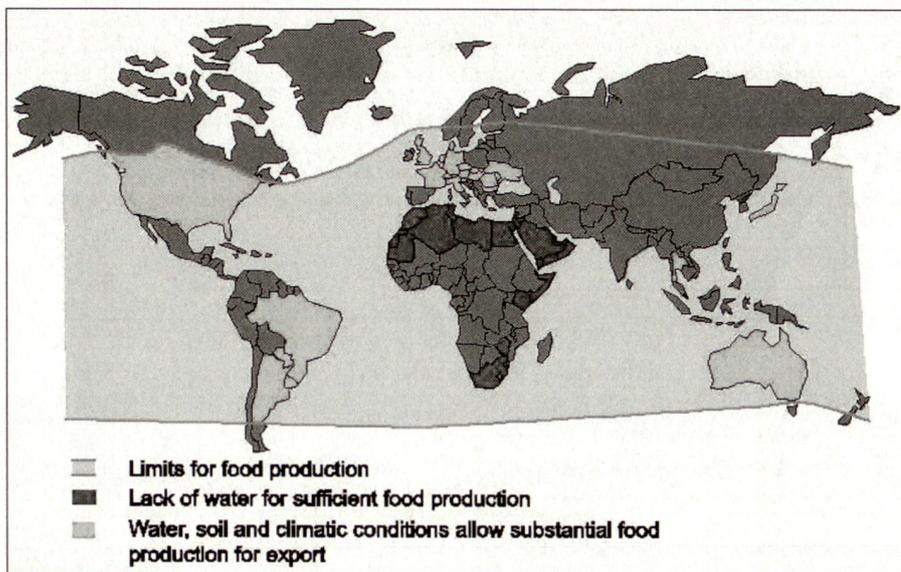 Limits for food production
Lack of water for sufficient food production
Water, soil and climatic conditions allow substantial food
production for export